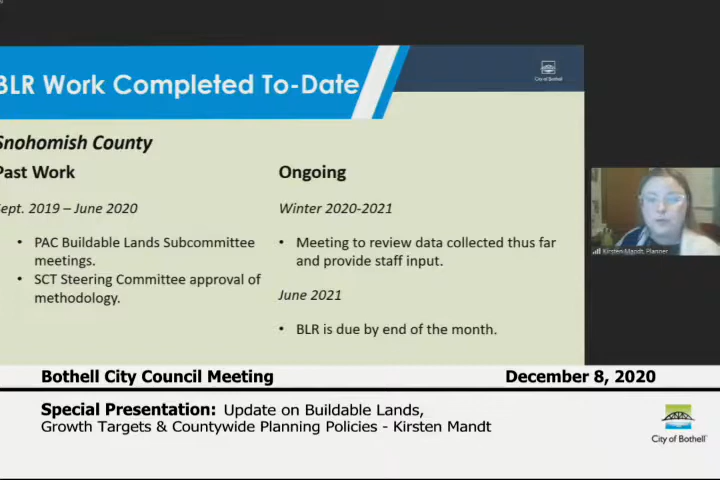 BLR Work Completed To-Date
City of Bothell
Snohomish County
Past Work
Ongoing
Sept. 2019 – June 2020
Winter 2020-2021
• PAC Buildable Lands Subcommittee
meetings.
• SCT Steering Committee approval of
methodology.
• Meeting to review data collected thus far
and provide staff input.
June 2021
• BLR is due by end of the month.
Kirsten Mandt, Planner
Bothell City Council Meeting
December 8, 2020
Special Presentation: Update on Buildable Lands,
Growth Targets & Countywide Planning Policies - Kirsten Mandt
City of Bothell